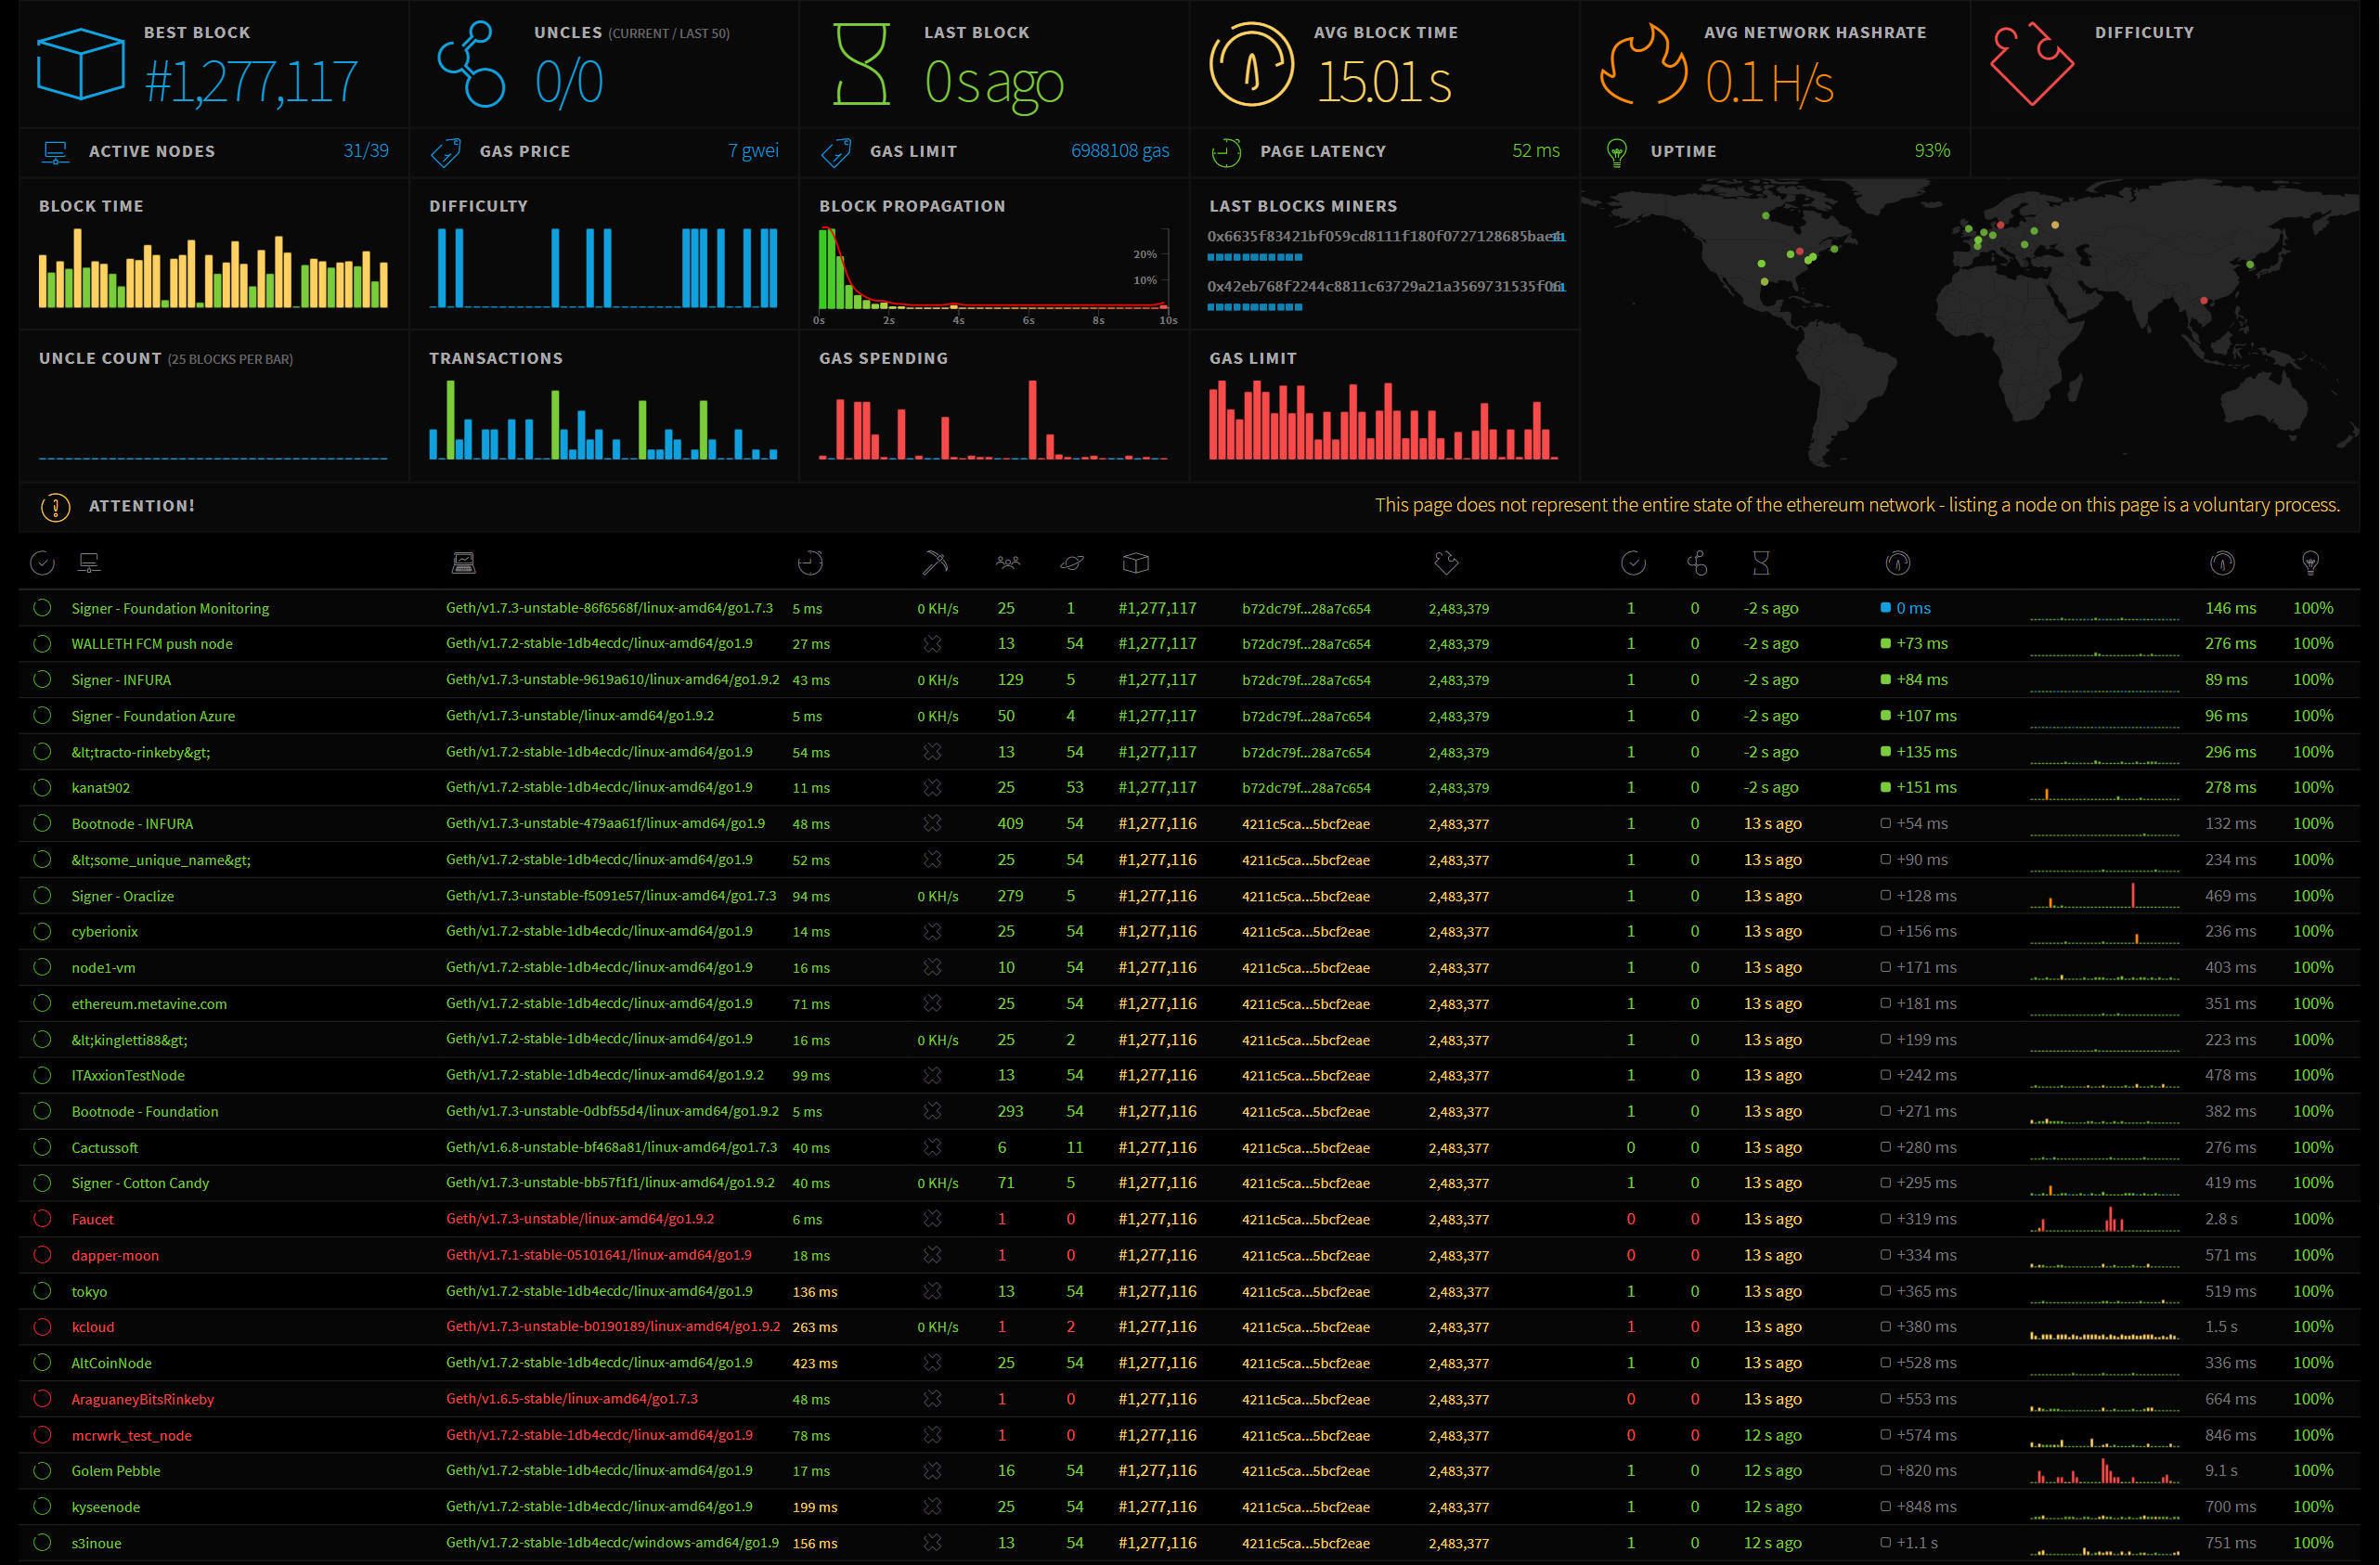 BEST BLOCK
#1,277,117
UNCLES (CURRENT / LAST 50)
0/0
LAST BLOCK
0 s ago
AVG BLOCK TIME
15.01 s
AVG NETWORK HASHRATE
0.1 H/s
DIFFICULTY
ACTIVE NODES 31/39
GAS PRICE 7 gwei
GAS LIMIT 6988108 gas
PAGE LATENCY 52 ms
UPTIME 93%
BLOCK TIME
DIFFICULTY
BLOCK PROPAGATION
20%
10%
0s 2s 4s 6s 8s 10s
LAST BLOCKS MINERS
0x6635f83421bf059cd8111f180f0727128685bae4 11
0x42eb768f2244c8811c63729a21a3569731535f06 11
UNCLE COUNT (25 BLOCKS PER BAR)
TRANSACTIONS
GAS SPENDING
GAS LIMIT
ATTENTION!
This page does not represent the entire state of the ethereum network - listing a node on this page is a voluntary process.
Signer - Foundation Monitoring Geth/v1.7.3-unstable-86f6568f/linux-amd64/go1.7.3 5 ms 0 KH/s 25 1 #1,277,117 b72dc79f...28a7c654 2,483,379 1 0 -2 s ago 0 ms 146 ms 100%
WALLETH FCM push node Geth/v1.7.2-stable-1db4ecdc/linux-amd64/go1.9 27 ms 13 54 #1,277,117 b72dc79f...28a7c654 2,483,379 1 0 -2 s ago +73 ms 276 ms 100%
Signer - INFURA Geth/v1.7.3-unstable-9619a610/linux-amd64/go1.9.2 43 ms 0 KH/s 129 5 #1,277,117 b72dc79f...28a7c654 2,483,379 1 0 -2 s ago +84 ms 89 ms 100%
Signer - Foundation Azure Geth/v1.7.3-unstable/linux-amd64/go1.9.2 5 ms 0 KH/s 50 4 #1,277,117 b72dc79f...28a7c654 2,483,379 1 0 -2 s ago +107 ms 96 ms 100%
&lt;tracto-rinkeby&gt; Geth/v1.7.2-stable-1db4ecdc/linux-amd64/go1.9 54 ms 13 54 #1,277,117 b72dc79f...28a7c654 2,483,379 1 0 -2 s ago +135 ms 296 ms 100%
kanat902 Geth/v1.7.2-stable-1db4ecdc/linux-amd64/go1.9 11 ms 25 53 #1,277,117 b72dc79f...28a7c654 2,483,379 1 0 -2 s ago +151 ms 278 ms 100%
Bootnode - INFURA Geth/v1.7.3-unstable-479aa61f/linux-amd64/go1.9 48 ms 409 54 #1,277,116 4211c5ca...5bcf2eae 2,483,377 1 0 13 s ago +54 ms 132 ms 100%
&lt;some_unique_name&gt; Geth/v1.7.2-stable-1db4ecdc/linux-amd64/go1.9 52 ms 25 54 #1,277,116 4211c5ca...5bcf2eae 2,483,377 1 0 13 s ago +90 ms 234 ms 100%
Signer - Oraclize Geth/v1.7.3-unstable-f5091e57/linux-amd64/go1.7.3 94 ms 0 KH/s 279 5 #1,277,116 4211c5ca...5bcf2eae 2,483,377 1 0 13 s ago +128 ms 469 ms 100%
cyberionix Geth/v1.7.2-stable-1db4ecdc/linux-amd64/go1.9 14 ms 25 54 #1,277,116 4211c5ca...5bcf2eae 2,483,377 1 0 13 s ago +156 ms 236 ms 100%
node1-vm Geth/v1.7.2-stable-1db4ecdc/linux-amd64/go1.9 16 ms 10 54 #1,277,116 4211c5ca...5bcf2eae 2,483,377 1 0 13 s ago +171 ms 403 ms 100%
ethereum.metavine.com Geth/v1.7.2-stable-1db4ecdc/linux-amd64/go1.9 71 ms 25 54 #1,277,116 4211c5ca...5bcf2eae 2,483,377 1 0 13 s ago +181 ms 351 ms 100%
&lt;kingletti88&gt; Geth/v1.7.2-stable-1db4ecdc/linux-amd64/go1.9 16 ms 0 KH/s 25 2 #1,277,116 4211c5ca...5bcf2eae 2,483,377 1 0 13 s ago +199 ms 223 ms 100%
ITAxxionTestNode Geth/v1.7.2-stable-1db4ecdc/linux-amd64/go1.9.2 99 ms 13 54 #1,277,116 4211c5ca...5bcf2eae 2,483,377 1 0 13 s ago +242 ms 478 ms 100%
Bootnode - Foundation Geth/v1.7.3-unstable-0dbf55d4/linux-amd64/go1.9.2 5 ms 293 54 #1,277,116 4211c5ca...5bcf2eae 2,483,377 1 0 13 s ago +271 ms 382 ms 100%
Cactussoft Geth/v1.6.8-unstable-bf468a81/linux-amd64/go1.7.3 40 ms 6 11 #1,277,116 4211c5ca...5bcf2eae 2,483,377 0 0 13 s ago +280 ms 276 ms 100%
Signer - Cotton Candy Geth/v1.7.3-unstable-bb57f1f1/linux-amd64/go1.9.2 40 ms 0 KH/s 71 5 #1,277,116 4211c5ca...5bcf2eae 2,483,377 1 0 13 s ago +295 ms 419 ms 100%
Faucet Geth/v1.7.3-unstable/linux-amd64/go1.9.2 6 ms 1 0 #1,277,116 4211c5ca...5bcf2eae 2,483,377 0 0 13 s ago +319 ms 2.8 s 100%
dapper-moon Geth/v1.7.1-stable-05101641/linux-amd64/go1.9 18 ms 1 0 #1,277,116 4211c5ca...5bcf2eae 2,483,377 0 0 13 s ago +334 ms 571 ms 100%
tokyo Geth/v1.7.2-stable-1db4ecdc/linux-amd64/go1.9 136 ms 13 54 #1,277,116 4211c5ca...5bcf2eae 2,483,377 1 0 13 s ago +365 ms 519 ms 100%
kcloud Geth/v1.7.3-unstable-b0190189/linux-amd64/go1.9.2 263 ms 0 KH/s 1 2 #1,277,116 4211c5ca...5bcf2eae 2,483,377 1 0 13 s ago +380 ms 1.5 s 100%
AltCoinNode Geth/v1.7.2-stable-1db4ecdc/linux-amd64/go1.9 423 ms 25 54 #1,277,116 4211c5ca...5bcf2eae 2,483,377 1 0 13 s ago +528 ms 336 ms 100%
AraguaneyBitsRinkeby Geth/v1.6.5-stable/linux-amd64/go1.7.3 48 ms 1 0 #1,277,116 4211c5ca...5bcf2eae 2,483,377 0 0 13 s ago +553 ms 664 ms 100%
mcrwrk_test_node Geth/v1.7.2-stable-1db4ecdc/linux-amd64/go1.9 78 ms 1 0 #1,277,116 4211c5ca...5bcf2eae 2,483,377 0 0 12 s ago +574 ms 846 ms 100%
Golem Pebble Geth/v1.7.2-stable-1db4ecdc/linux-amd64/go1.9 17 ms 16 54 #1,277,116 4211c5ca...5bcf2eae 2,483,377 1 0 12 s ago +820 ms 9.1 s 100%
kyseenode Geth/v1.7.2-stable-1db4ecdc/linux-amd64/go1.9 199 ms 25 54 #1,277,116 4211c5ca...5bcf2eae 2,483,377 1 0 12 s ago +848 ms 700 ms 100%
s3inoue Geth/v1.7.2-stable-1db4ecdc/windows-amd64/go1.9 156 ms 13 54 #1,277,116 4211c5ca...5bcf2eae 2,483,377 1 0 12 s ago +1.1 s 751 ms 100%